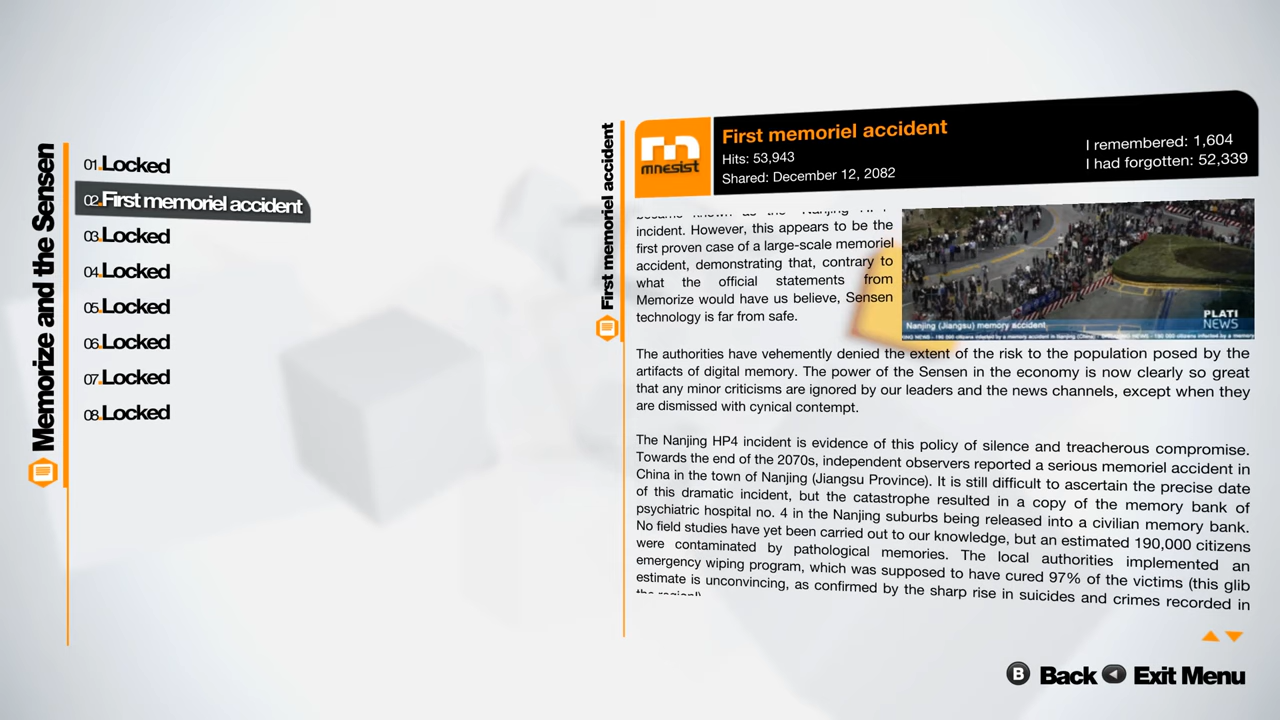 Memorize and the Sensen
01.Locked
02.First memoriel accident
03.Locked
04.Locked
05.Locked
06.Locked
07.Locked
08.Locked
First memoriel accident
mnesist
First memoriel accident
Hits: 53,943
Shared: December 12, 2082
I remembered: 1,604
I had forgotten: 52,339
became known as the "Nanjing HP4"
incident. However, this appears to be the
first proven case of a large-scale memoriel
accident, demonstrating that, contrary to
what the official statements from
Memorize would have us believe, Sensen
technology is far from safe.
PLATI
NEWS
Nanjing (Jiangsu) memory accident
The authorities have vehemently denied the extent of the risk to the population posed by the
artifacts of digital memory. The power of the Sensen in the economy is now clearly so great
that any minor criticisms are ignored by our leaders and the news channels, except when they
are dismissed with cynical contempt.
The Nanjing HP4 incident is evidence of this policy of silence and treacherous compromise.
Towards the end of the 2070s, independent observers reported a serious memoriel accident in
China in the town of Nanjing (Jiangsu Province). It is still difficult to ascertain the precise date
of this dramatic incident, but the catastrophe resulted in a copy of the memory bank of
psychiatric hospital no. 4 in the Nanjing suburbs being released into a civilian memory bank.
No field studies have yet been carried out to our knowledge, but an estimated 190,000 citizens
were contaminated by pathological memories. The local authorities implemented an
emergency wiping program, which was supposed to have cured 97% of the victims (this glib
estimate is unconvincing, as confirmed by the sharp rise in suicides and crimes recorded in
the region!)
B Back Exit Menu